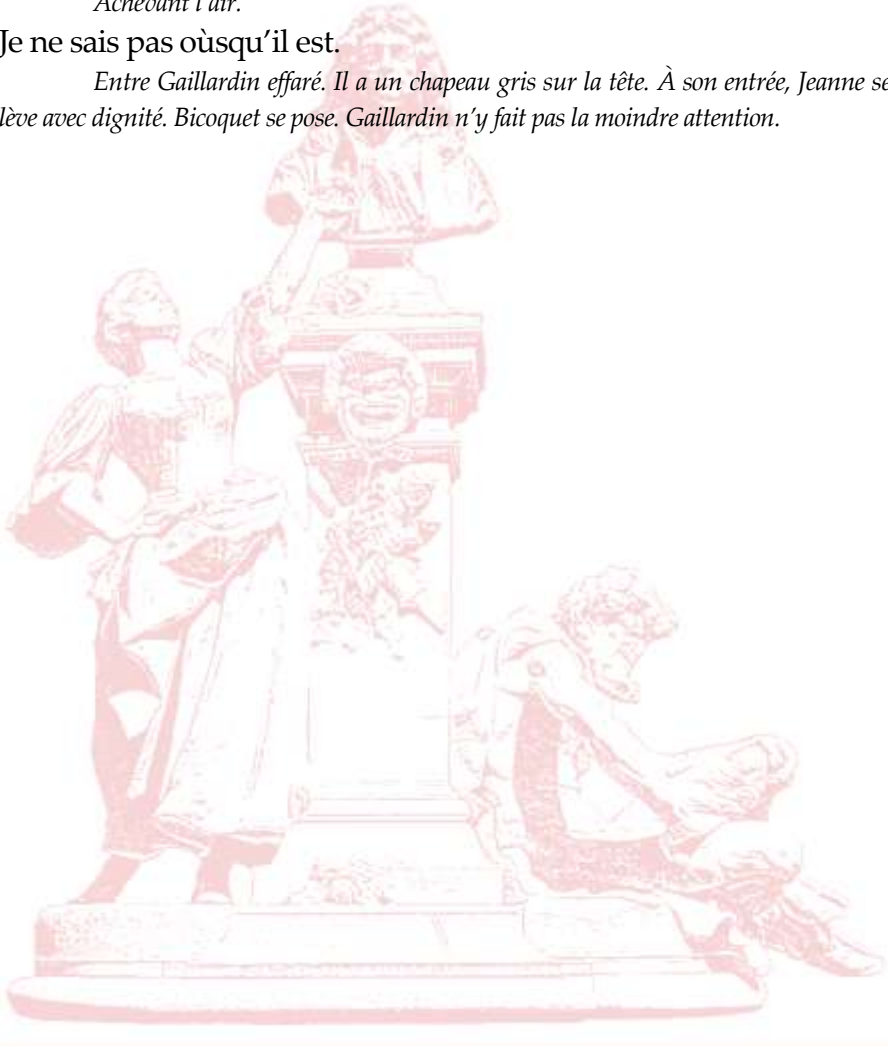 Achevant l’air.
Je ne sais pas oùsqu’il est.
Entre Gaillardin effaré. Il a un chapeau gris sur la tête. À son entrée, Jeanne se
lève avec dignité. Bicoquet se pose. Gaillardin n’y fait pas la moindre attention.